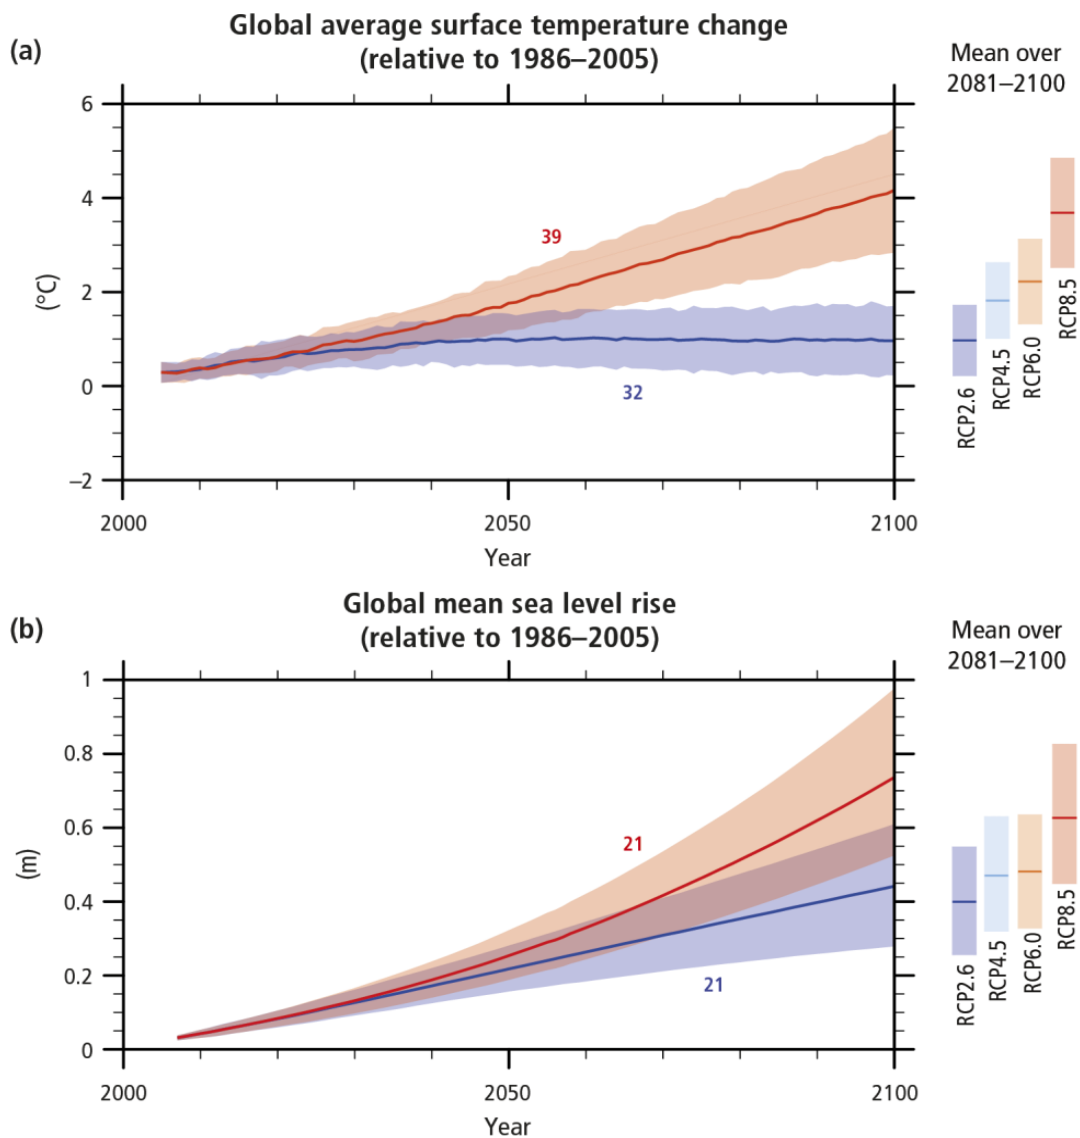 (a)
Global average surface temperature change
(relative to 1986–2005)
Mean over
2081–2100
6
4
2
0
–2
(°C)
39
32
2000
2050
2100
Year
RCP2.6
RCP4.5
RCP6.0
RCP8.5
(b)
Global mean sea level rise
(relative to 1986–2005)
Mean over
2081–2100
1
0.8
0.6
0.4
0.2
0
(m)
21
21
2000
2050
2100
Year
RCP2.6
RCP4.5
RCP6.0
RCP8.5